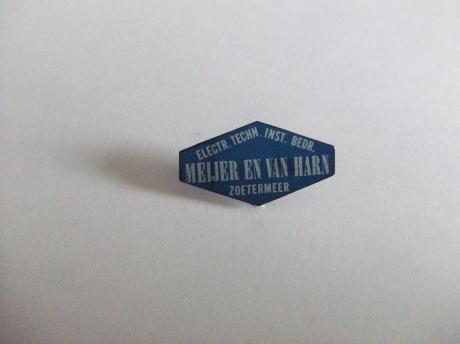 ELECTR. TECHN. INST. BEDR.
MEIJER EN VAN HARN
ZOETERMEER